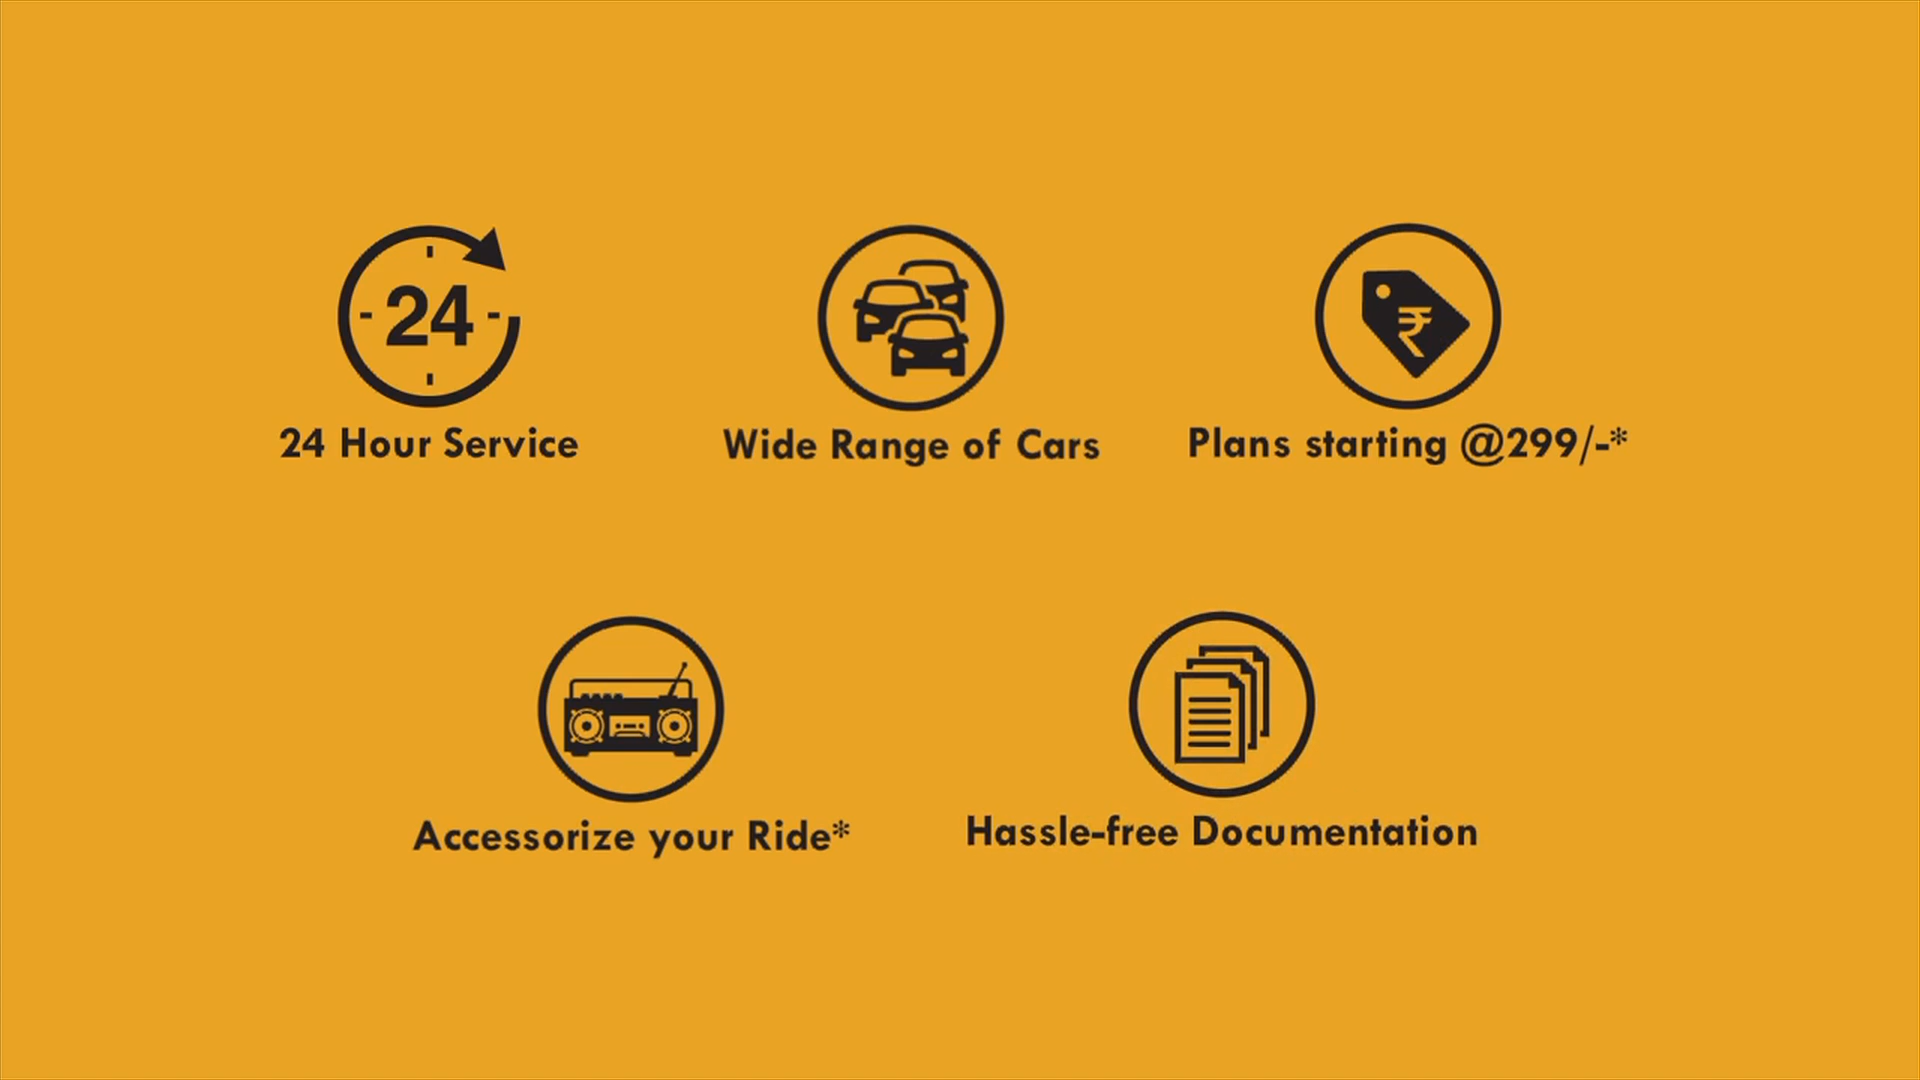 24
24 Hour Service
Wide Range of Cars
₹
Plans starting @299/-*
Accessorize your Ride*
Hassle-free Documentation